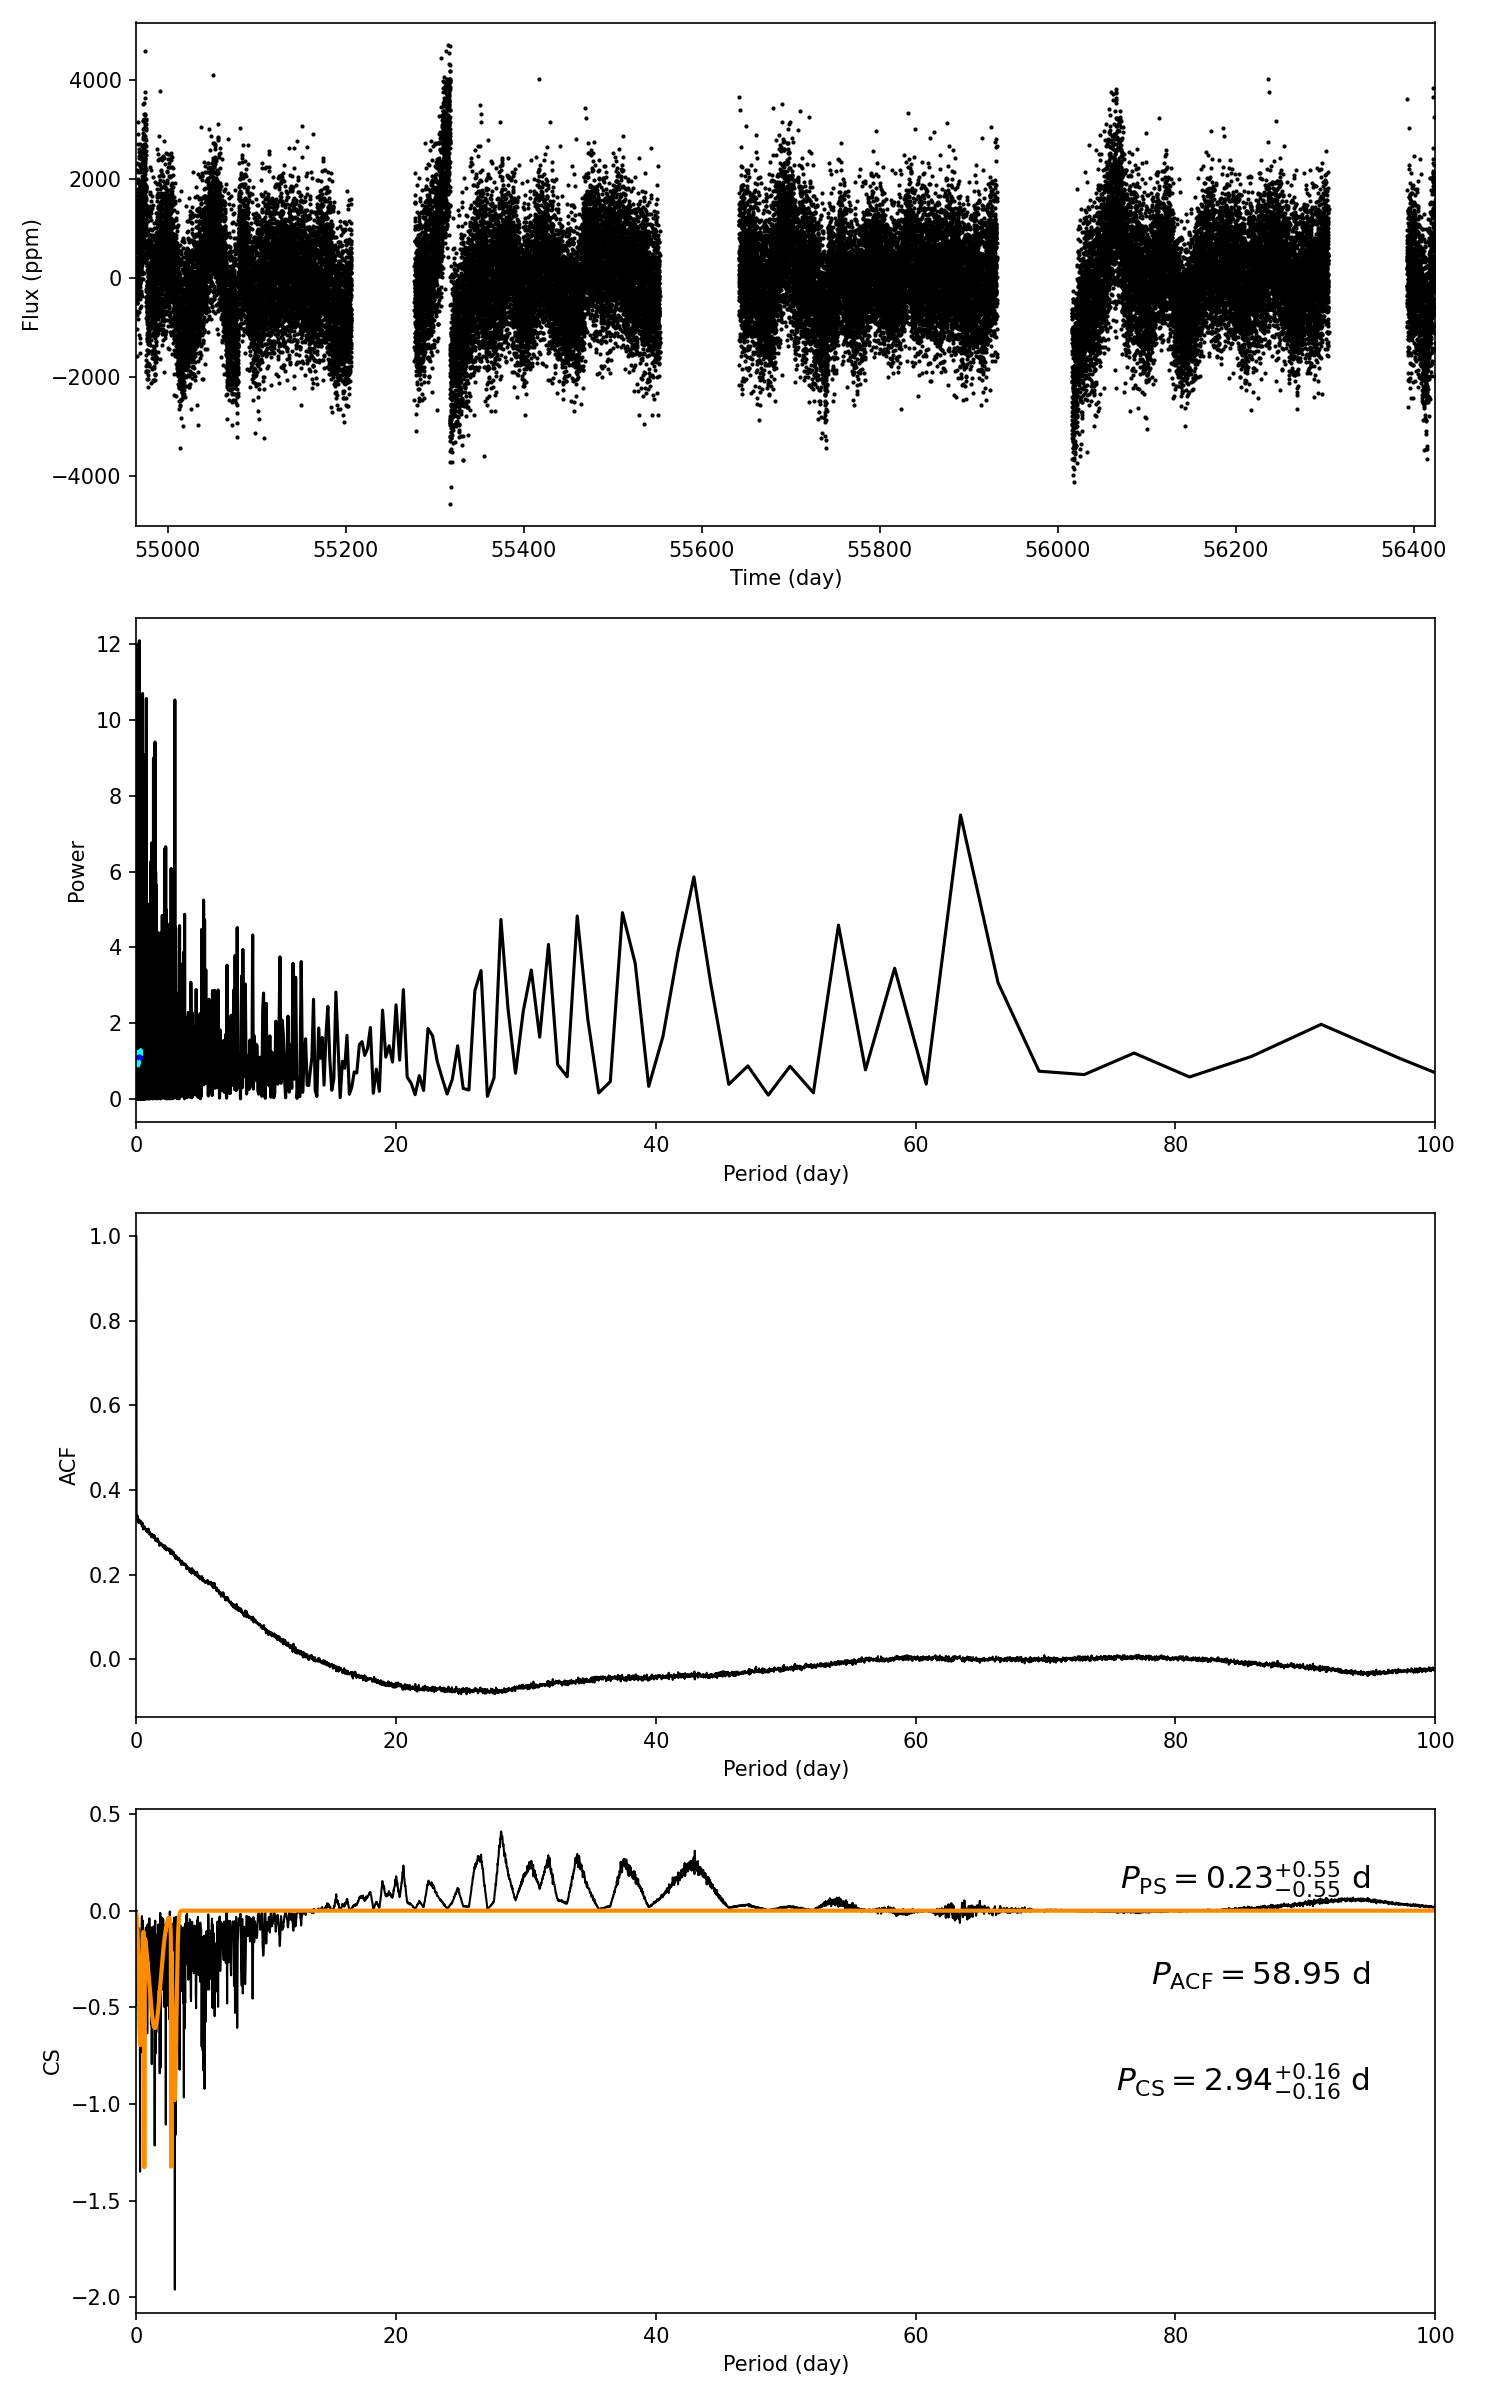 4000
2000
0
−2000
−4000
Flux (ppm)
55000 55200 55400 55600 55800 56000 56200 56400
Time (day)
12
10
8
6
4
2
0
Power
0 20 40 60 80 100
Period (day)
1.0
0.8
0.6
0.4
0.2
0.0
ACF
0 20 40 60 80 100
Period (day)
0.5
0.0
−0.5
−1.0
−1.5
−2.0
CS
P_PS = 0.23^{+0.55}_{−0.55} d
P_ACF = 58.95 d
P_CS = 2.94^{+0.16}_{−0.16} d
0 20 40 60 80 100
Period (day)